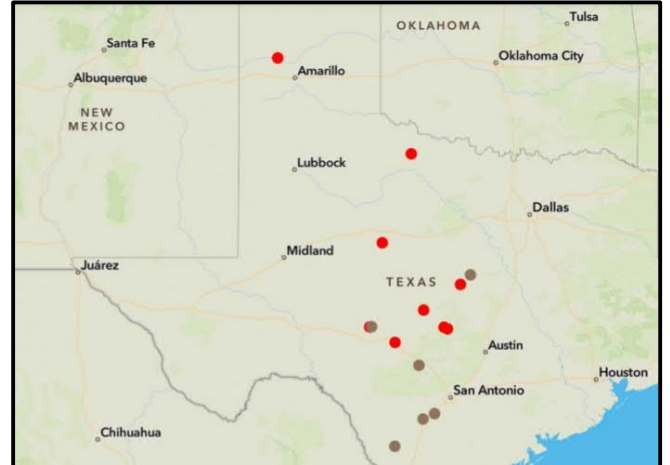 OKLAHOMA
Tulsa
Santa Fe
Oklahoma City
Amarillo
Albuquerque
NEW
MEXICO
Lubbock
Dallas
Midland
Juárez
TEXAS
Austin
Houston
San Antonio
Chihuahua